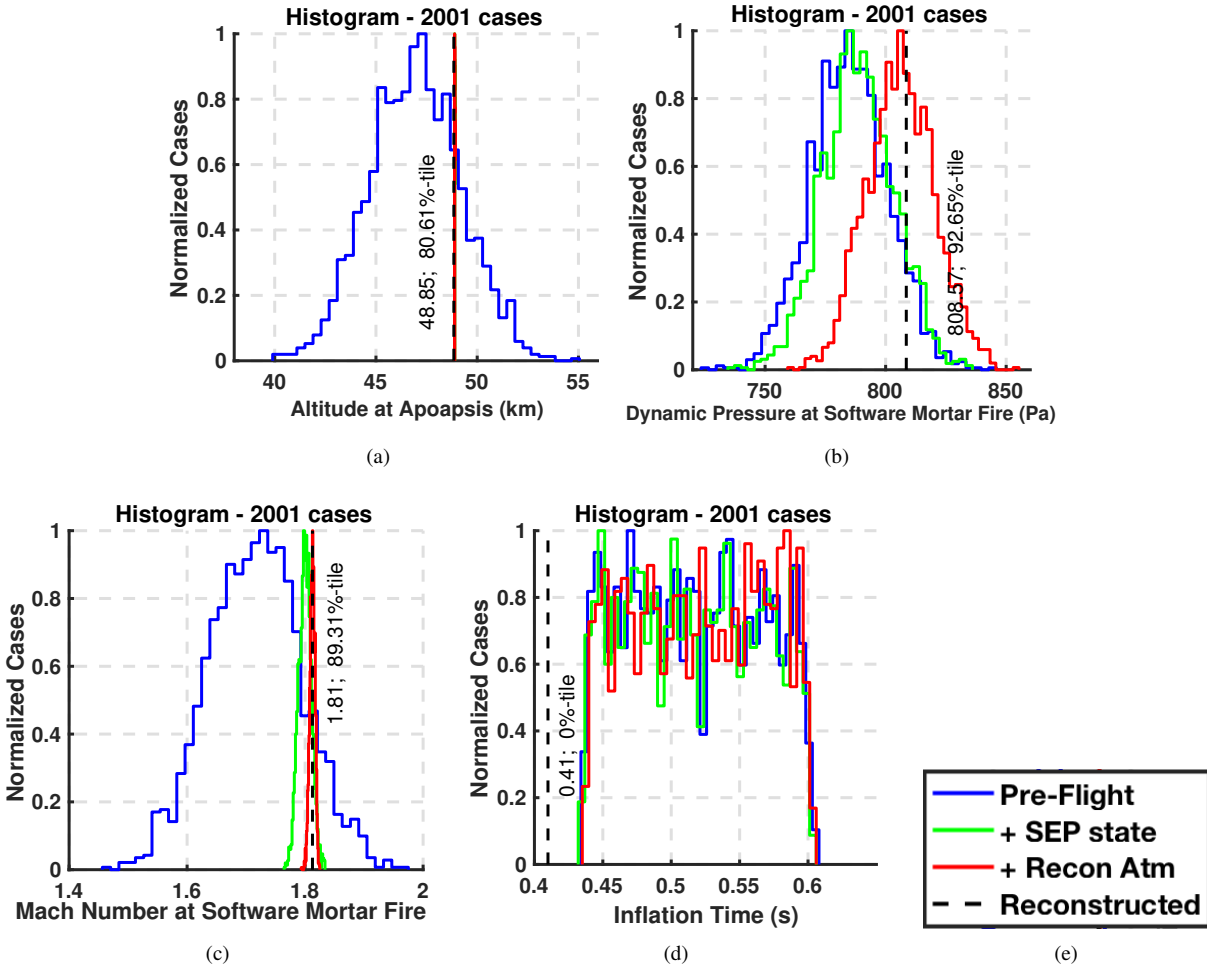 Histogram - 2001 cases
1
0.8
0.6
0.4
0.2
0
Normalized Cases
48.85; 80.61%-tile
40 45 50 55
Altitude at Apoapsis (km)
(a)
Histogram - 2001 cases
1
0.8
0.6
0.4
0.2
0
Normalized Cases
808.57; 92.65%-tile
750 800 850
Dynamic Pressure at Software Mortar Fire (Pa)
(b)
Histogram - 2001 cases
1
0.8
0.6
0.4
0.2
0
Normalized Cases
1.81; 89.31%-tile
1.4 1.6 1.8 2
Mach Number at Software Mortar Fire
(c)
Histogram - 2001 cases
1
0.8
0.6
0.4
0.2
0
Normalized Cases
0.41; 0%-tile
0.4 0.45 0.5 0.55 0.6
Inflation Time (s)
(d)
Pre-Flight
+ SEP state
+ Recon Atm
Reconstructed
(e)